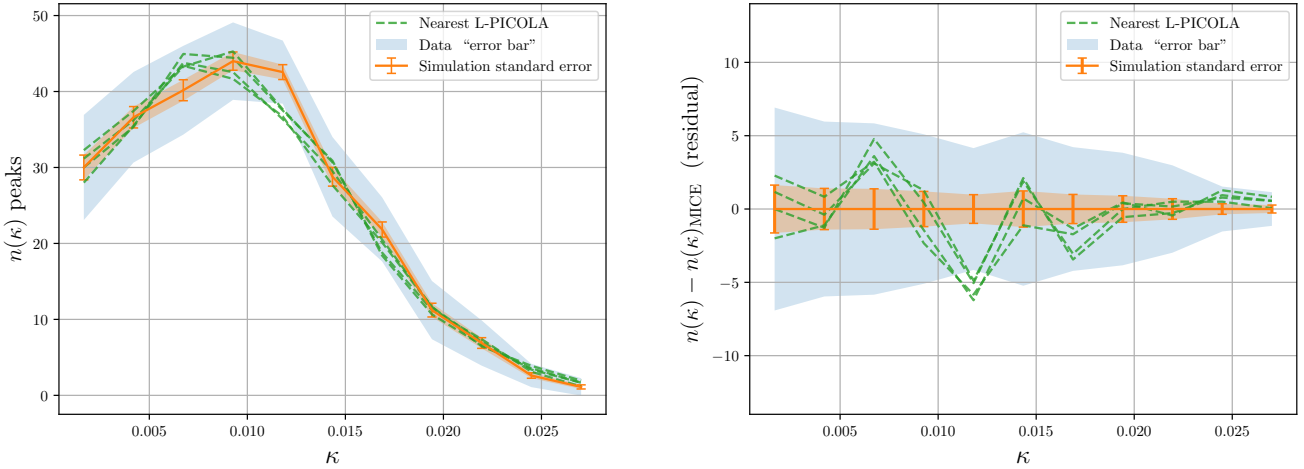 n(κ) peaks
50
40
30
20
10
0
0.005
0.010
0.015
0.020
0.025
κ
Nearest L-PICOLA
Data “error bar”
Simulation standard error
n(κ) − n(κ)MICE (residual)
10
5
0
−5
−10
0.005
0.010
0.015
0.020
0.025
κ
Nearest L-PICOLA
Data “error bar”
Simulation standard error